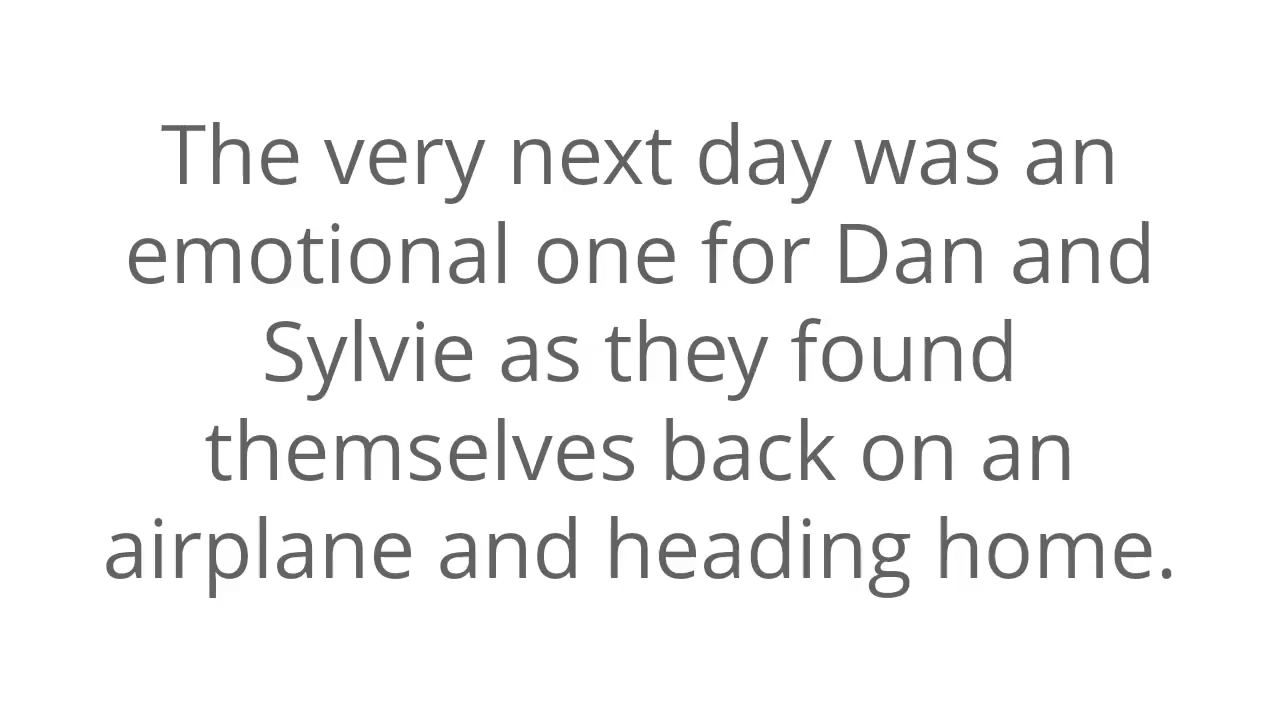 The very next day was an
emotional one for Dan and
Sylvie as they found
themselves back on an
airplane and heading home.